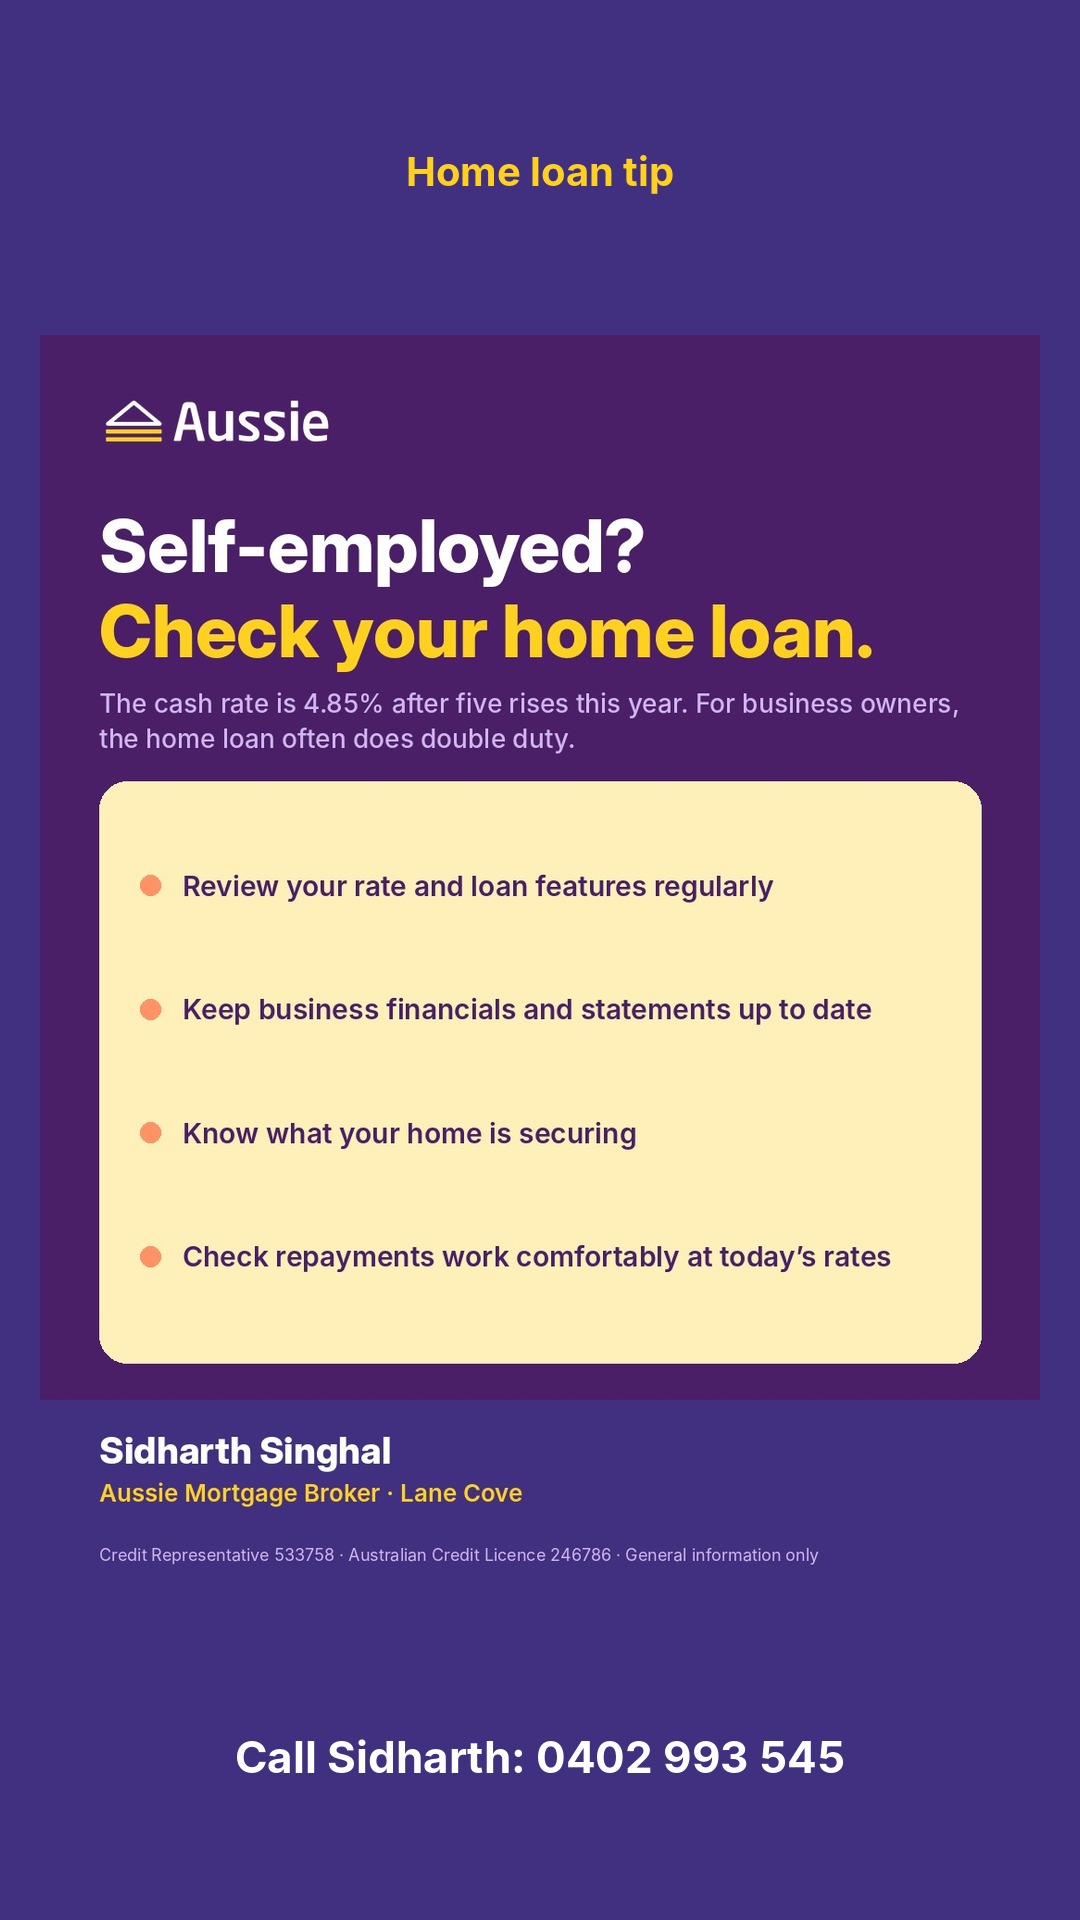 Home loan tip
Aussie
Self-employed?
Check your home loan.
The cash rate is 4.85% after five rises this year. For business owners,
the home loan often does double duty.
Review your rate and loan features regularly
Keep business financials and statements up to date
Know what your home is securing
Check repayments work comfortably at today’s rates
Sidharth Singhal
Aussie Mortgage Broker · Lane Cove
Credit Representative 533758 · Australian Credit Licence 246786 · General information only
Call Sidharth: 0402 993 545